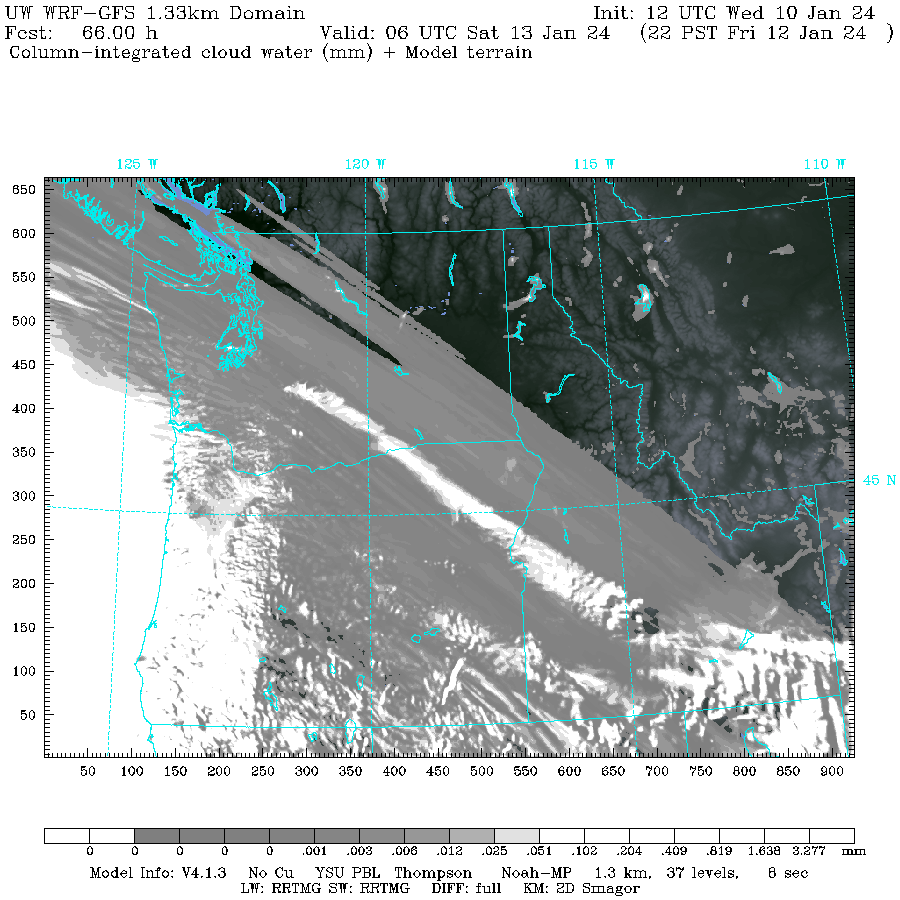 UW WRF-GFS 1.33km Domain Init: 12 UTC Wed 10 Jan 24
Fcst: 66.00 h Valid: 06 UTC Sat 13 Jan 24 (22 PST Fri 12 Jan 24 )
Column-integrated cloud water (mm) + Model terrain
125 W 120 W 115 W 110 W
650
600
550
500
450
400
350
300
45 N
250
200
150
100
50
50 100 150 200 250 300 350 400 450 500 550 600 650 700 750 800 850 900
0 0 0 0 0 .001 .003 .006 .012 .025 .051 .102 .204 .409 .819 1.638 3.277 mm
Model Info: V4.1.3 No Cu YSU PBL Thompson Noah-MP 1.3 km, 37 levels, 8 sec
LW: RRTMG SW: RRTMG DIFF: full KM: 2D Smagor